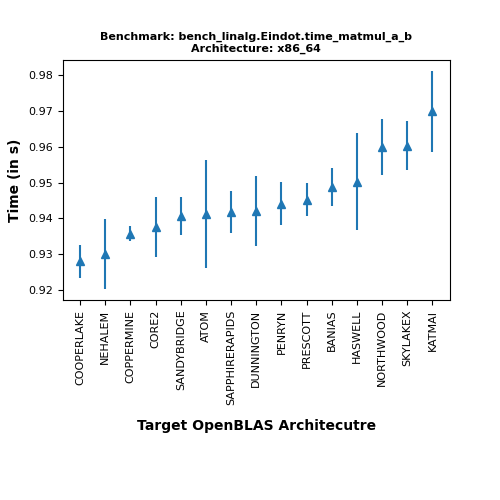 Benchmark: bench_linalg.Eindot.time_matmul_a_b
Architecture: x86_64
Time (in s)
0.98
0.97
0.96
0.95
0.94
0.93
0.92
COOPERLAKE
NEHALEM
COPPERMINE
CORE2
SANDYBRIDGE
ATOM
SAPPHIRERAPIDS
DUNNINGTON
PENRYN
PRESCOTT
BANIAS
HASWELL
NORTHWOOD
SKYLAKEX
KATMAI
Target OpenBLAS Architecutre